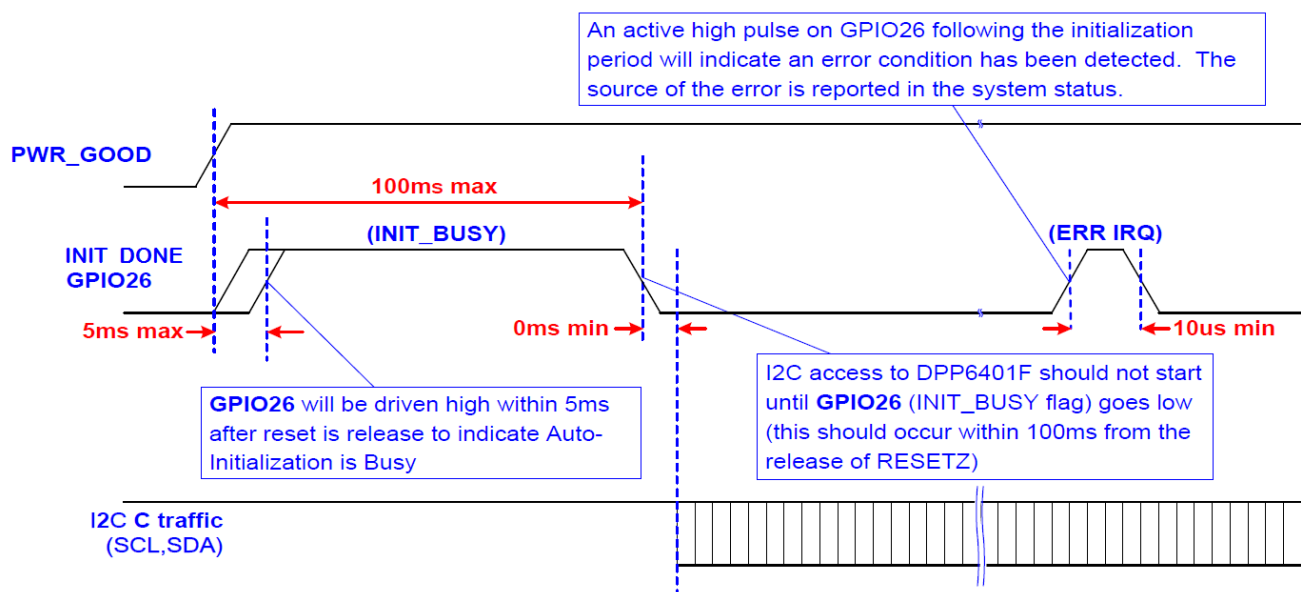 An active high pulse on GPIO26 following the initialization
period will indicate an error condition has been detected. The
source of the error is reported in the system status.
PWR_GOOD
100ms max
(INIT_BUSY)
(ERR IRQ)
INIT DONE
GPIO26
5ms max
0ms min
10us min
GPIO26 will be driven high within 5ms
after reset is release to indicate Auto-
Initialization is Busy
I2C access to DPP6401F should not start
until GPIO26 (INIT_BUSY flag) goes low
(this should occur within 100ms from the
release of RESETZ)
I2C C traffic
(SCL,SDA)